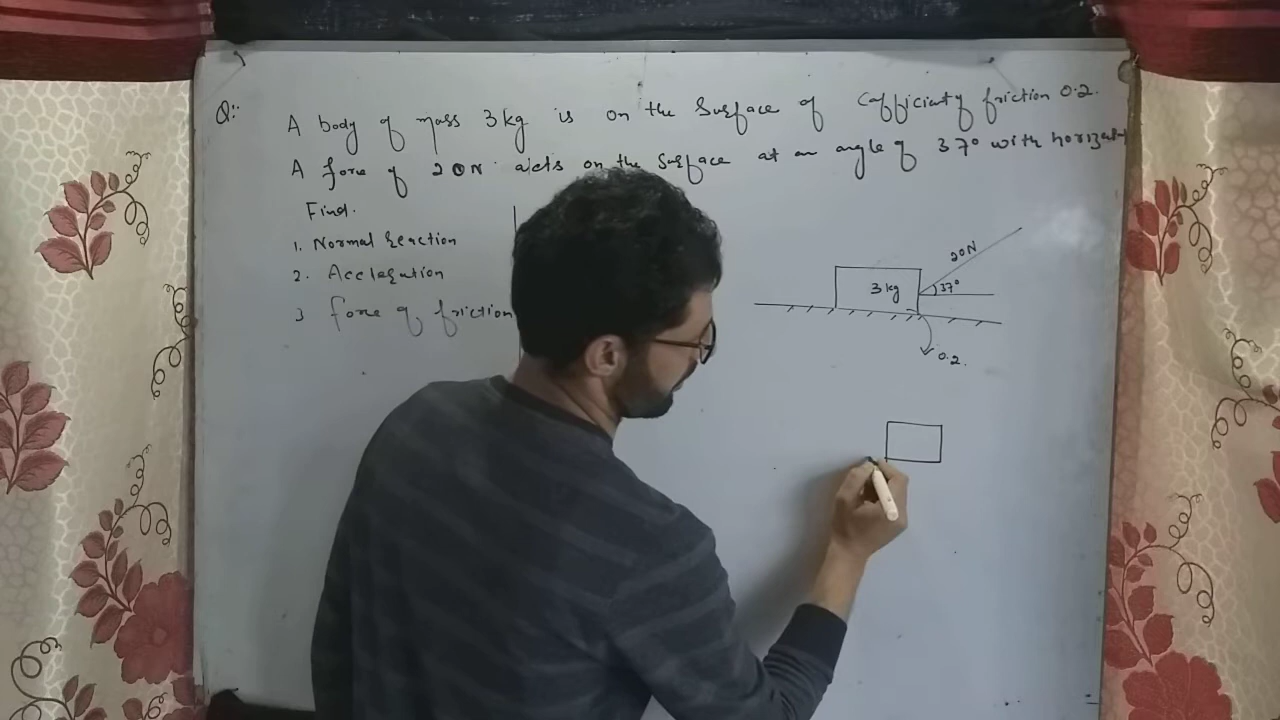 Q:- A body of mass 3 kg is on the surface of Cofficienty friction 0.2.
A force of 20N acts on the surface at an angle of 37° with horizont
Find.
1. Normal reaction
2. Accleration
3 force of friction
20N
3 kg
37°
0.2.